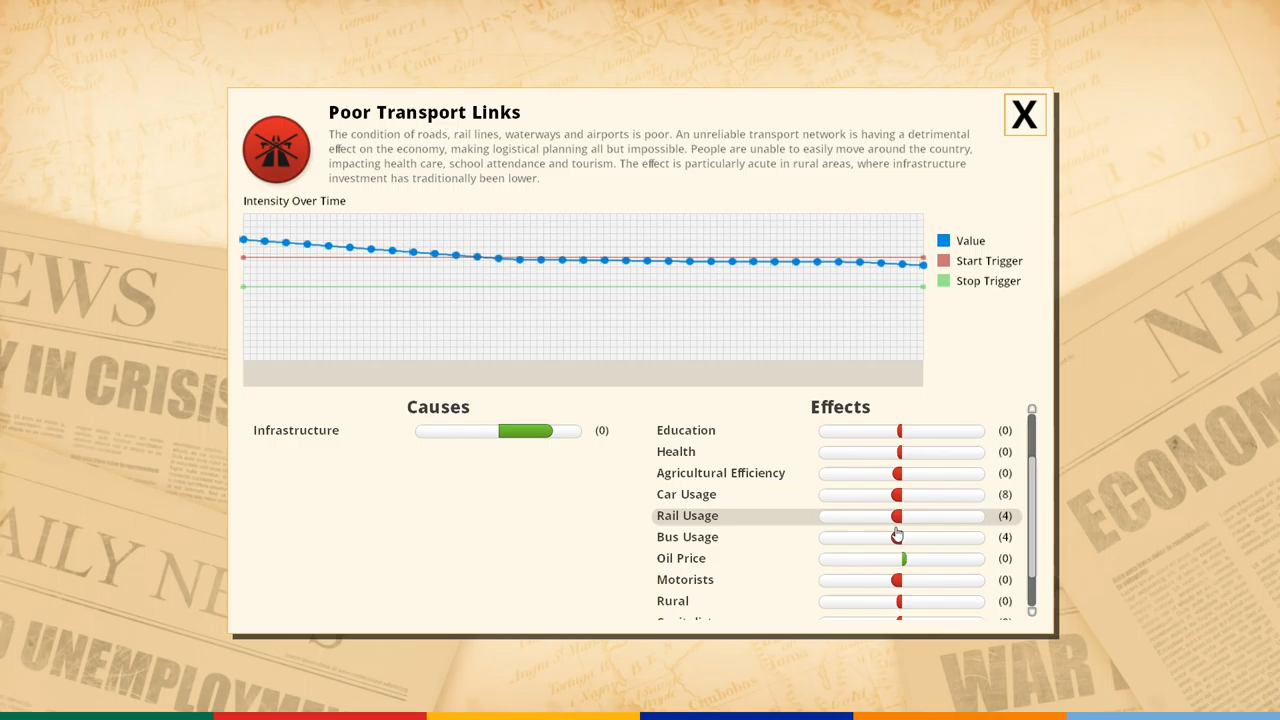 Poor Transport Links
X
The condition of roads, rail lines, waterways and airports is poor. An unreliable transport network is having a detrimental
effect on the economy, making logistical planning all but impossible. People are unable to easily move around the country,
impacting health care, school attendance and tourism. The effect is particularly acute in rural areas, where infrastructure
investment has traditionally been lower.
Intensity Over Time
Value
Start Trigger
Stop Trigger
Causes
Infrastructure (0)
Effects
Education (0)
Health (0)
Agricultural Efficiency (0)
Car Usage (8)
Rail Usage (4)
Bus Usage (4)
Oil Price (0)
Motorists (0)
Rural (0)
EWS
Y IN CRISIS
AILY NE
UNEMPLOYM
NE
ECONOM
WAR